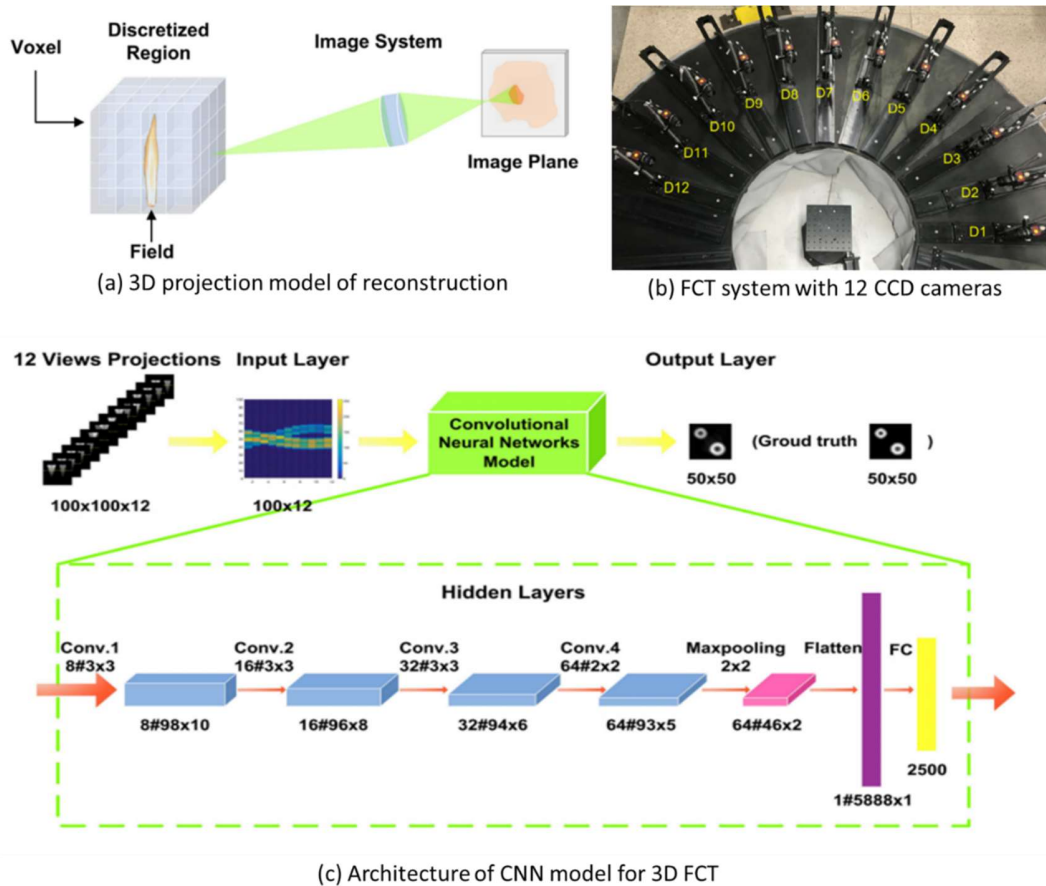 Voxel
Discretized
Region
Image System
Image Plane
Field
(a) 3D projection model of reconstruction
D1
D2
D3
D4
D5
D6
D7
D8
D9
D10
D11
D12
(b) FCT system with 12 CCD cameras
12 Views Projections
Input Layer
Output Layer
Convolutional
Neural Networks
Model
(Groud truth
)
100x100x12
100x12
50x50
50x50
Hidden Layers
Conv.1
8#3x3
Conv.2
16#3x3
Conv.3
32#3x3
Conv.4
64#2x2
Maxpooling
2x2
Flatten
FC
8#98x10
16#96x8
32#94x6
64#93x5
64#46x2
1#5888x1
2500
(c) Architecture of CNN model for 3D FCT